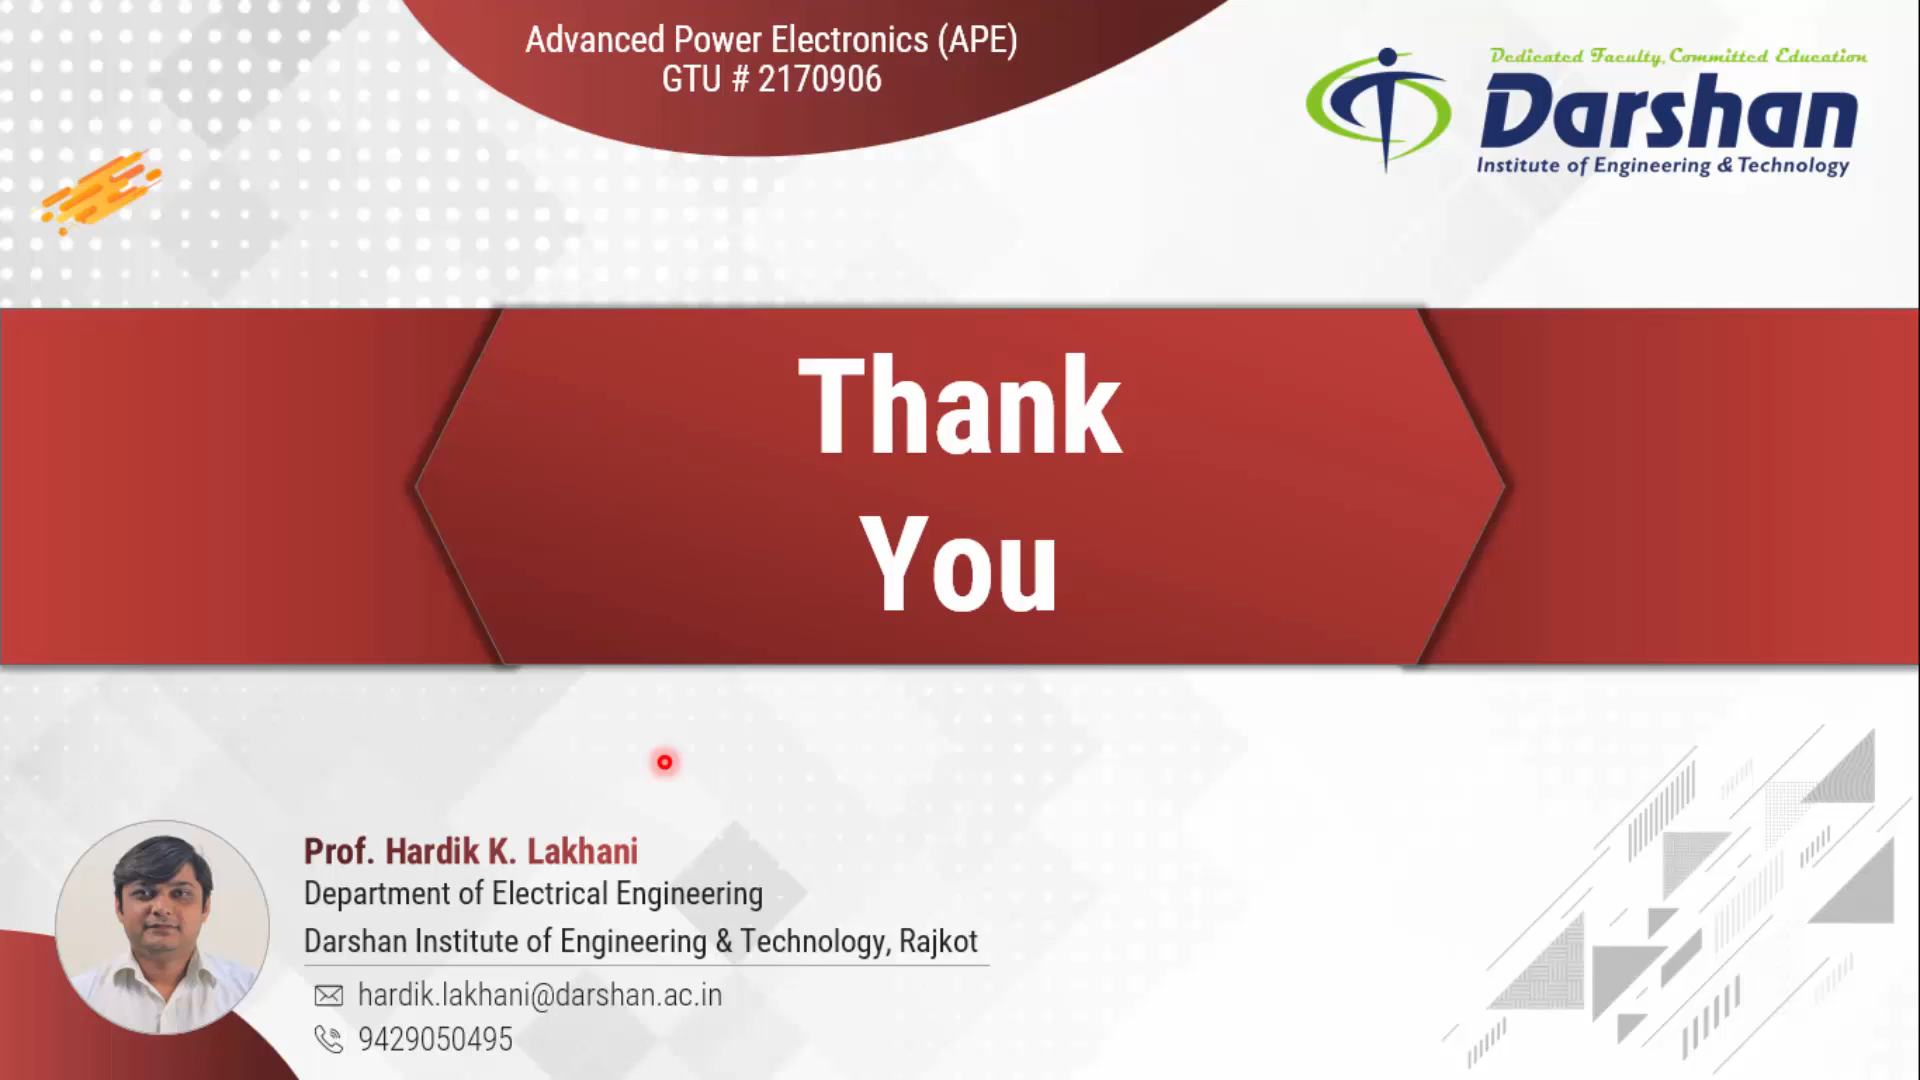 Advanced Power Electronics (APE)
GTU # 2170906
Dedicated Faculty, Committed Education
Darshan
Institute of Engineering & Technology
Thank
You
Prof. Hardik K. Lakhani
Department of Electrical Engineering
Darshan Institute of Engineering & Technology, Rajkot
hardik.lakhani@darshan.ac.in
9429050495